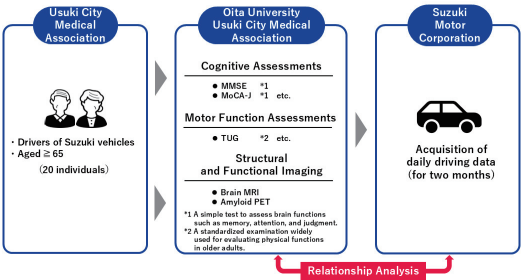 Usuki City
Medical
Association
・Drivers of Suzuki vehicles
・Aged ≧ 65
(20 individuals)
Oita University
Usuki City Medical
Association
Cognitive Assessments
● MMSE *1
● MoCA-J *1 etc.
Motor Function Assessments
● TUG *2 etc.
Structural
and Functional Imaging
● Brain MRI
● Amyloid PET
*1 A simple test to assess brain functions
such as memory, attention, and judgment.
*2 A standardized examination widely
used for evaluating physical functions
in older adults.
Suzuki
Motor
Corporation
Acquisition of
daily driving data
(for two months)
Relationship Analysis